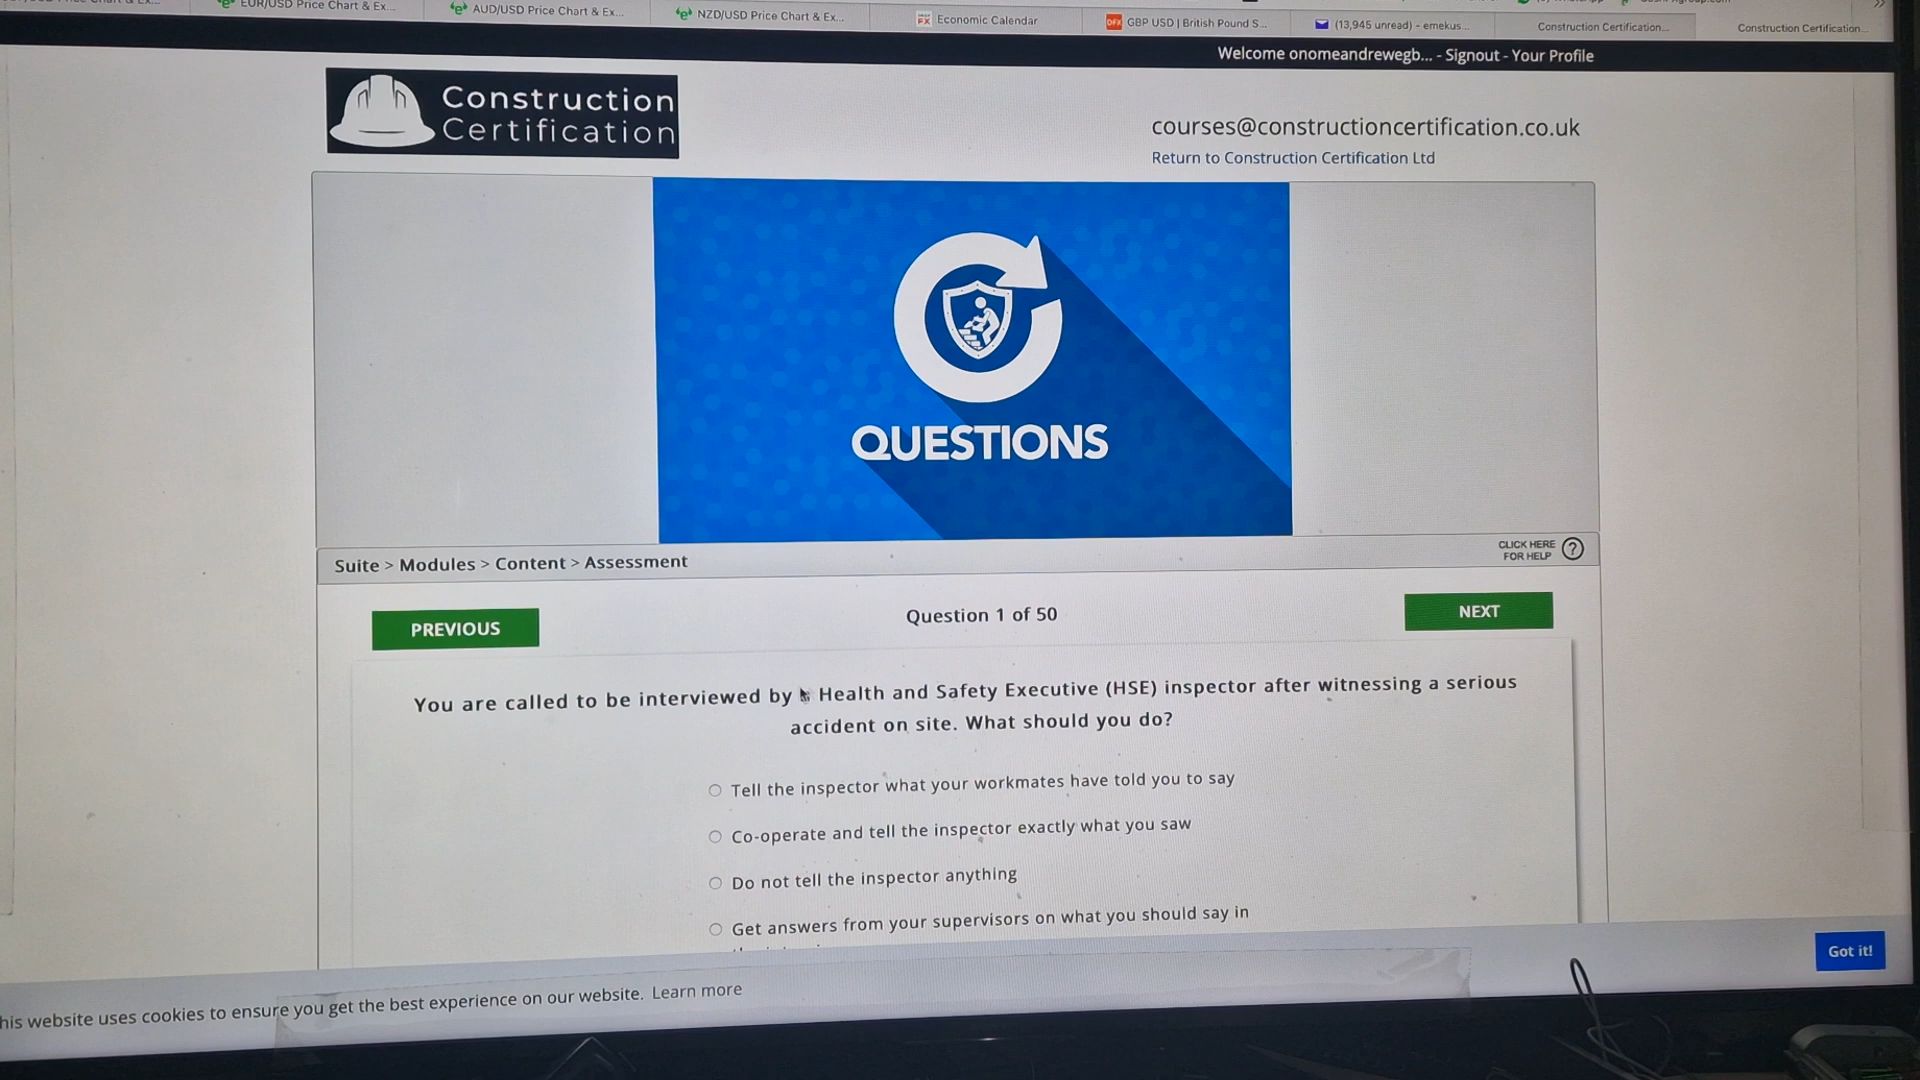 EUR/USD Price Chart & Ex...
AUD/USD Price Chart & Ex...
NZD/USD Price Chart & Ex...
Economic Calendar
GBP USD | British Pound S...
(13,945 unread) - emekus...
Construction Certification...
Construction Certification...
Welcome onomeandrewegb... - Signout - Your Profile
Construction
Certification
courses@constructioncertification.co.uk
Return to Construction Certification Ltd
QUESTIONS
Suite > Modules > Content > Assessment
CLICK HERE
FOR HELP
PREVIOUS
Question 1 of 50
NEXT
You are called to be interviewed by Health and Safety Executive (HSE) inspector after witnessing a serious
accident on site. What should you do?
Tell the inspector what your workmates have told you to say
Co-operate and tell the inspector exactly what you saw
Do not tell the inspector anything
Get answers from your supervisors on what you should say in
his website uses cookies to ensure you get the best experience on our website. Learn more
Got it!